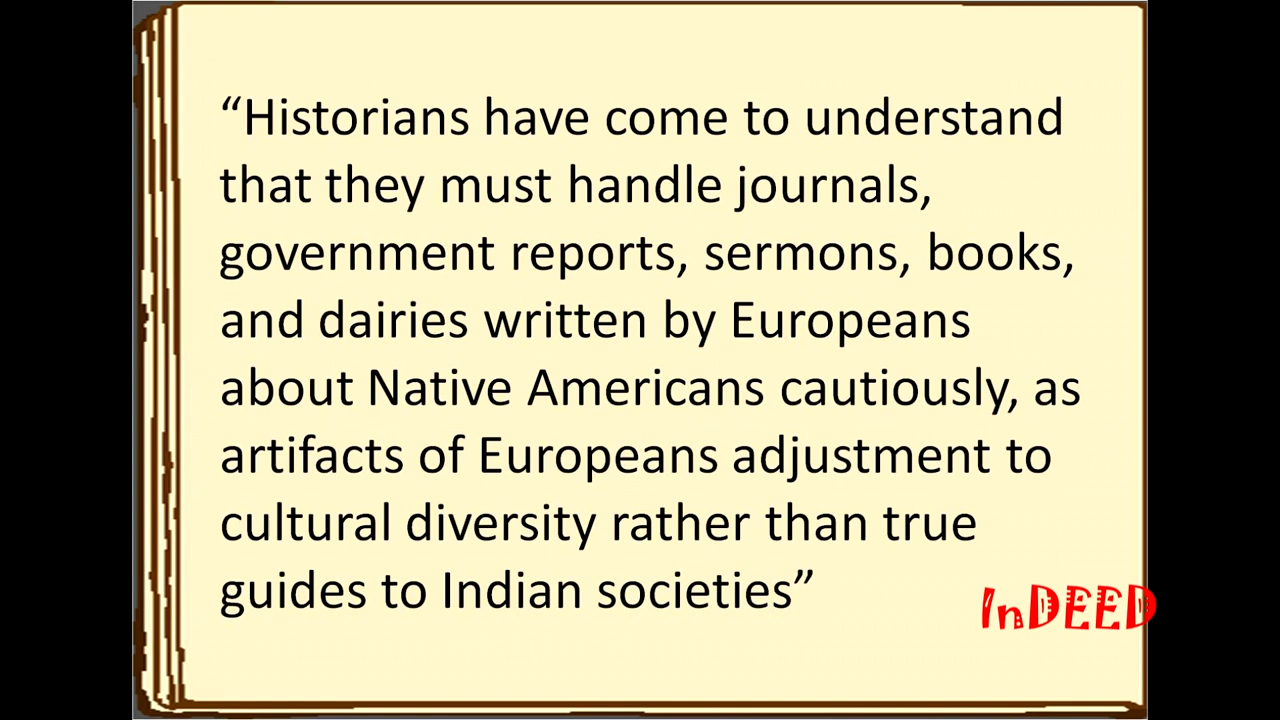 “Historians have come to understand
that they must handle journals,
government reports, sermons, books,
and dairies written by Europeans
about Native Americans cautiously, as
artifacts of Europeans adjustment to
cultural diversity rather than true
guides to Indian societies”
InDEED